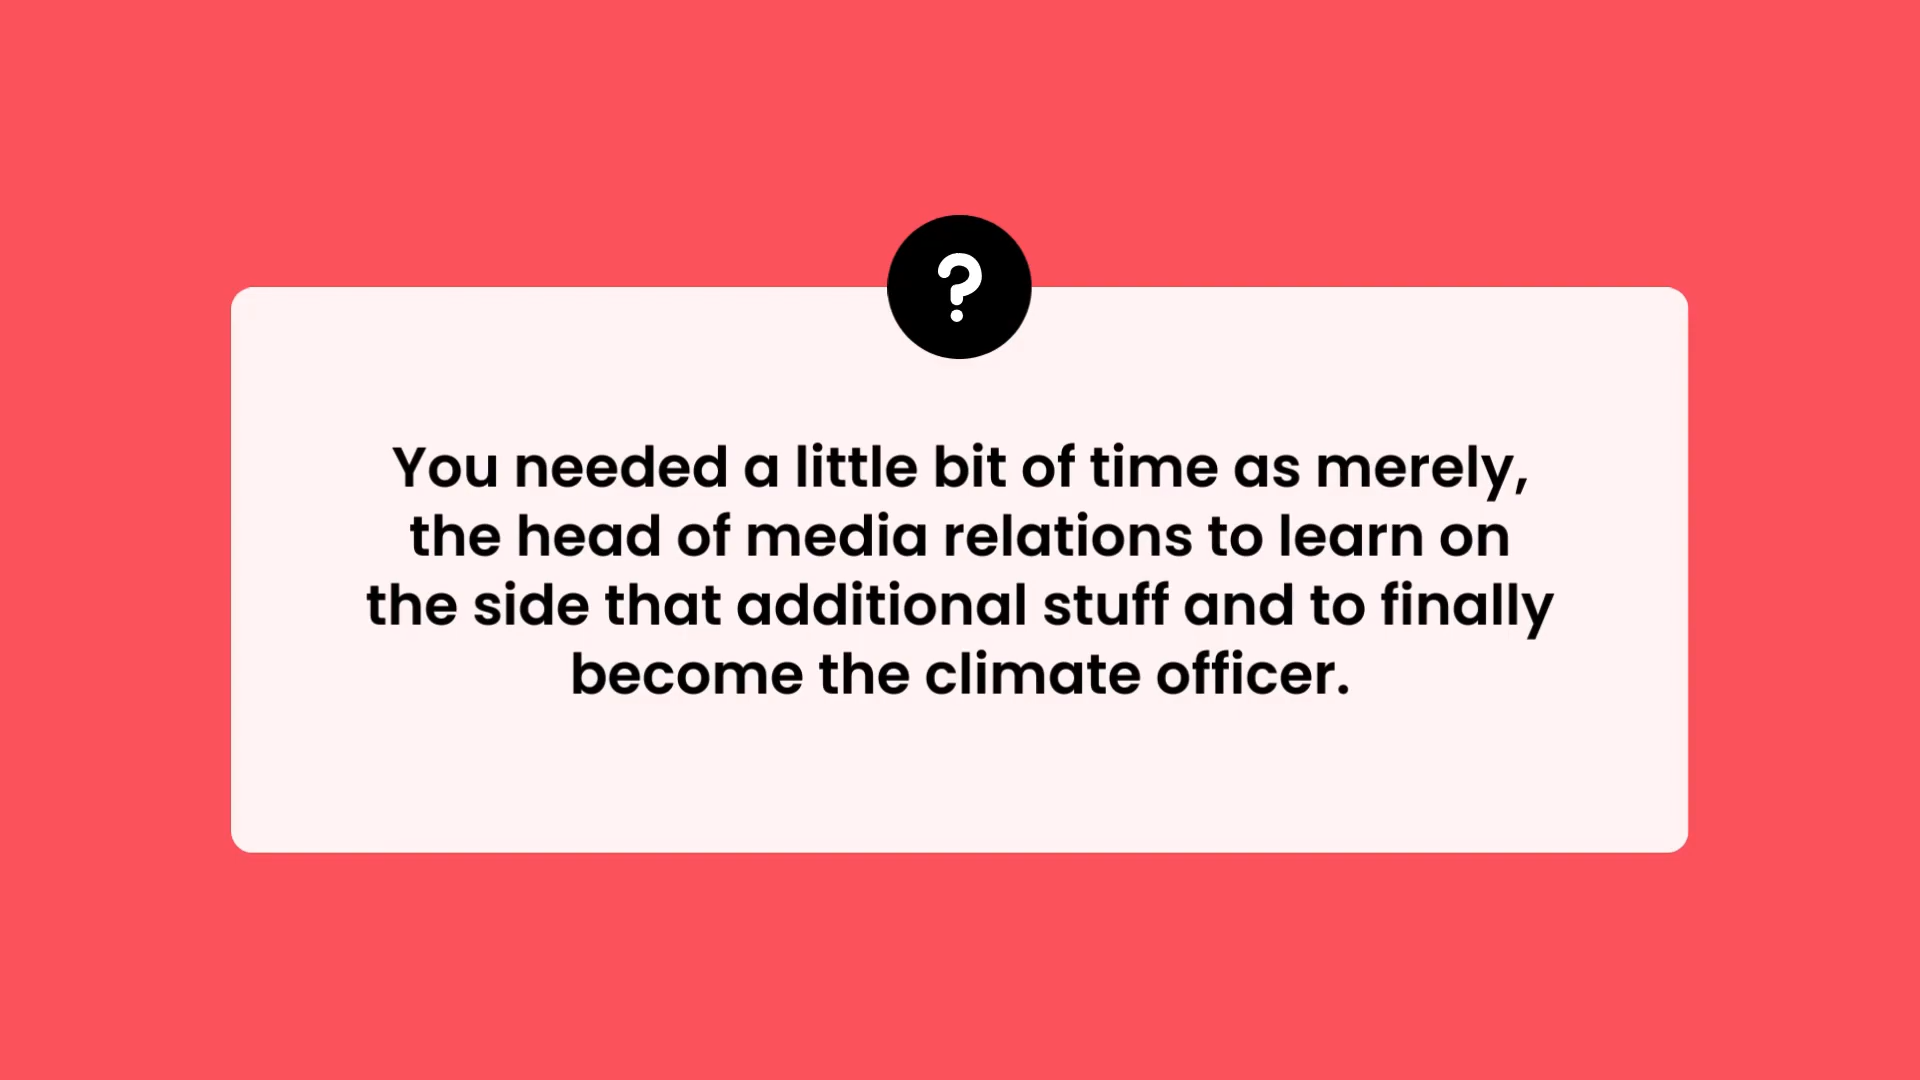 ?
You needed a little bit of time as merely,
the head of media relations to learn on
the side that additional stuff and to finally
become the climate officer.